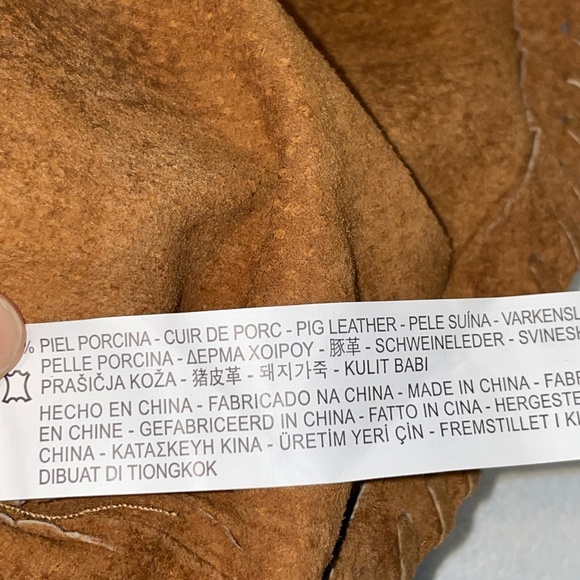 % PIEL PORCINA - CUIR DE PORC - PIG LEATHER - PELE SUÍNA - VARKENSL
PELLE PORCINA - ΔΕΡΜΑ ΧΟΙΡΟΥ - 豚革 - SCHWEINELEDER - SVINESK
PRAŠIČJA KOŽA - 猪皮革 - 돼지가죽 - KULIT BABI
HECHO EN CHINA - FABRICADO NA CHINA - MADE IN CHINA - FABR
EN CHINE - GEFABRICEERD IN CHINA - FATTO IN CINA - HERGESTE
CHINA - ΚΑΤΑΣΚΕΥΗ ΚΙΝΑ - ÜRETİM YERİ ÇİN - FREMSTILLET I KI
DIBUAT DI TIONGKOK